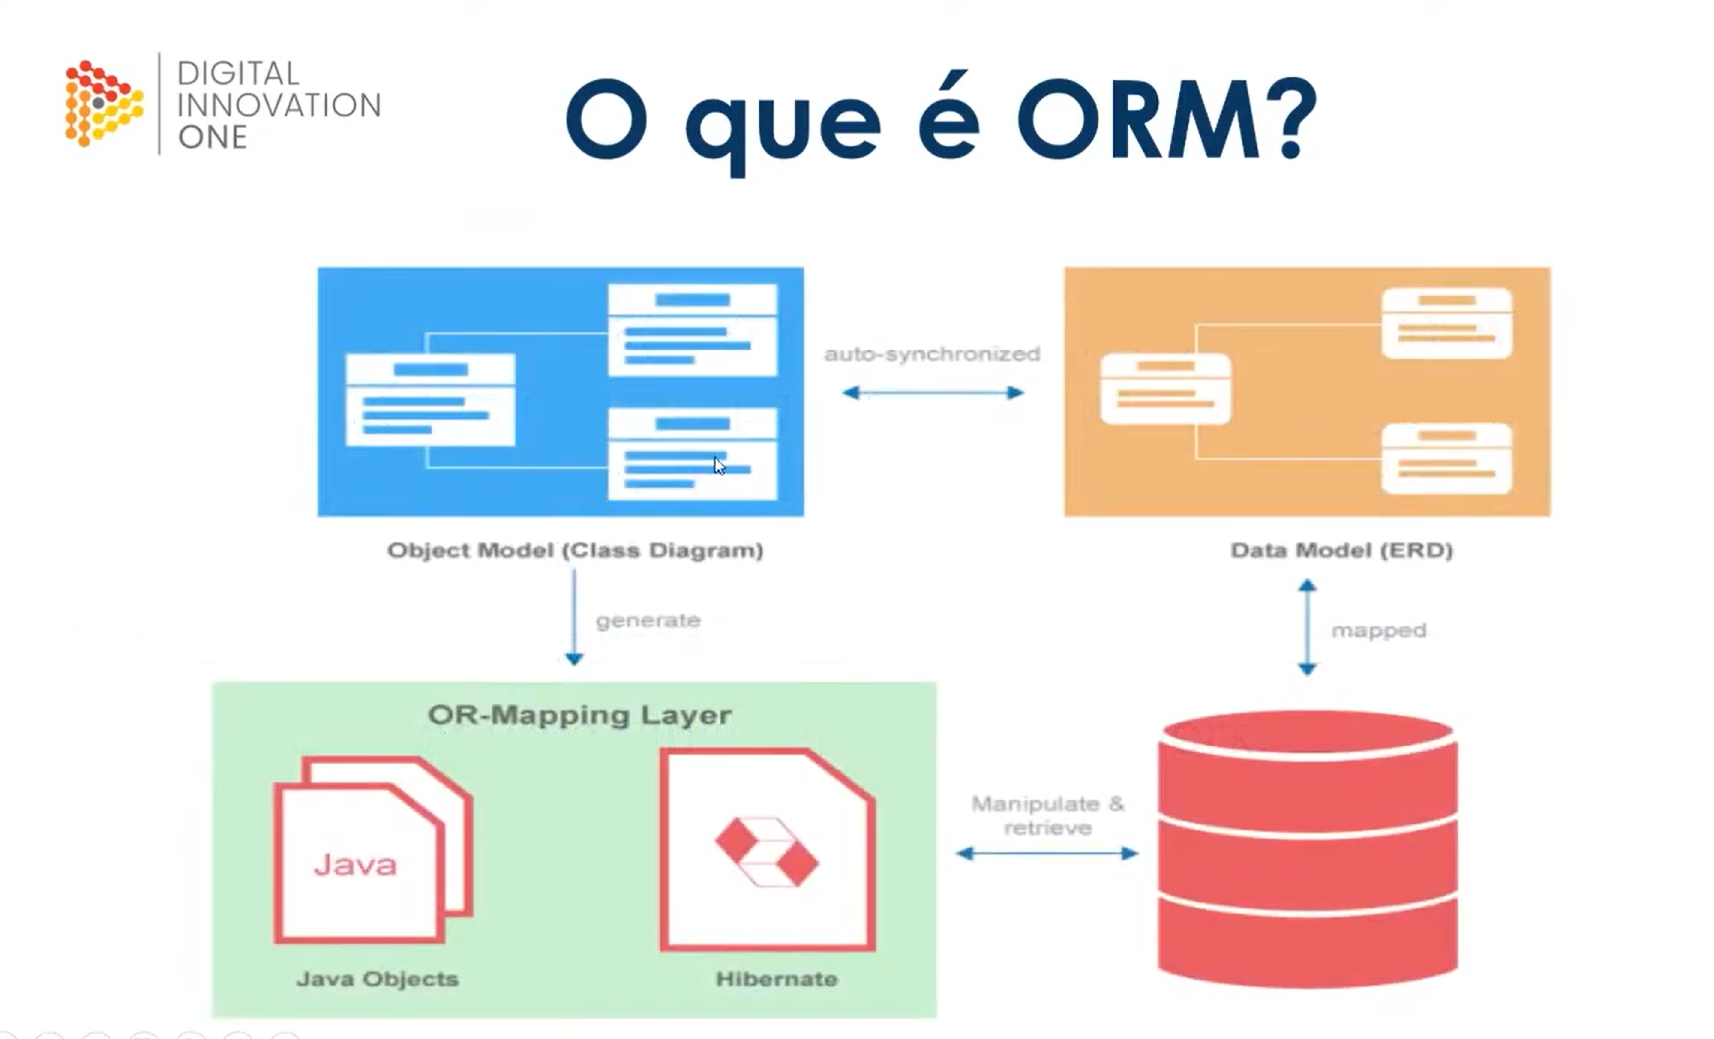 DIGITAL
INNOVATION
ONE
O que é ORM?
auto-synchronized
Object Model (Class Diagram)
Data Model (ERD)
generate
mapped
OR-Mapping Layer
Java
Java Objects
Hibernate
Manipulate &
retrieve